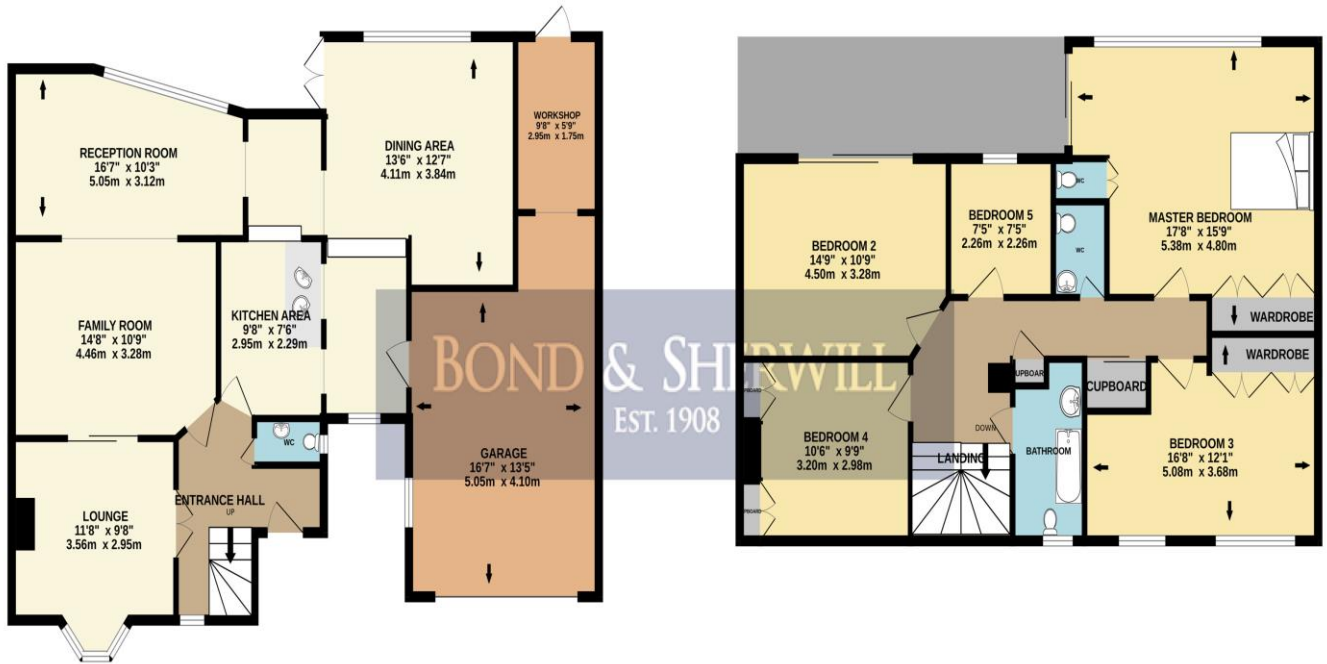 RECEPTION ROOM
16'7" x 10'3"
5.05m x 3.12m
DINING AREA
13'6" x 12'7"
4.11m x 3.84m
WORKSHOP
9'8" x 5'9"
2.95m x 1.75m
FAMILY ROOM
14'8" x 10'9"
4.46m x 3.28m
KITCHEN AREA
9'8" x 7'6"
2.95m x 2.29m
WC
ENTRANCE HALL
UP
LOUNGE
11'8" x 9'8"
3.56m x 2.95m
GARAGE
16'7" x 13'5"
5.05m x 4.10m
BOND & SHERWILL
EST. 1908
BEDROOM 2
14'9" x 10'9"
4.50m x 3.28m
BEDROOM 5
7'5" x 7'5"
2.26m x 2.26m
WC
WC
MASTER BEDROOM
17'8" x 15'9"
5.38m x 4.80m
WARDROBE
WARDROBE
UPBOAR
CUPBOARD
BEDROOM 4
10'6" x 9'9"
3.20m x 2.98m
DOWN
LANDING
BATHROOM
BEDROOM 3
16'8" x 12'1"
5.08m x 3.68m